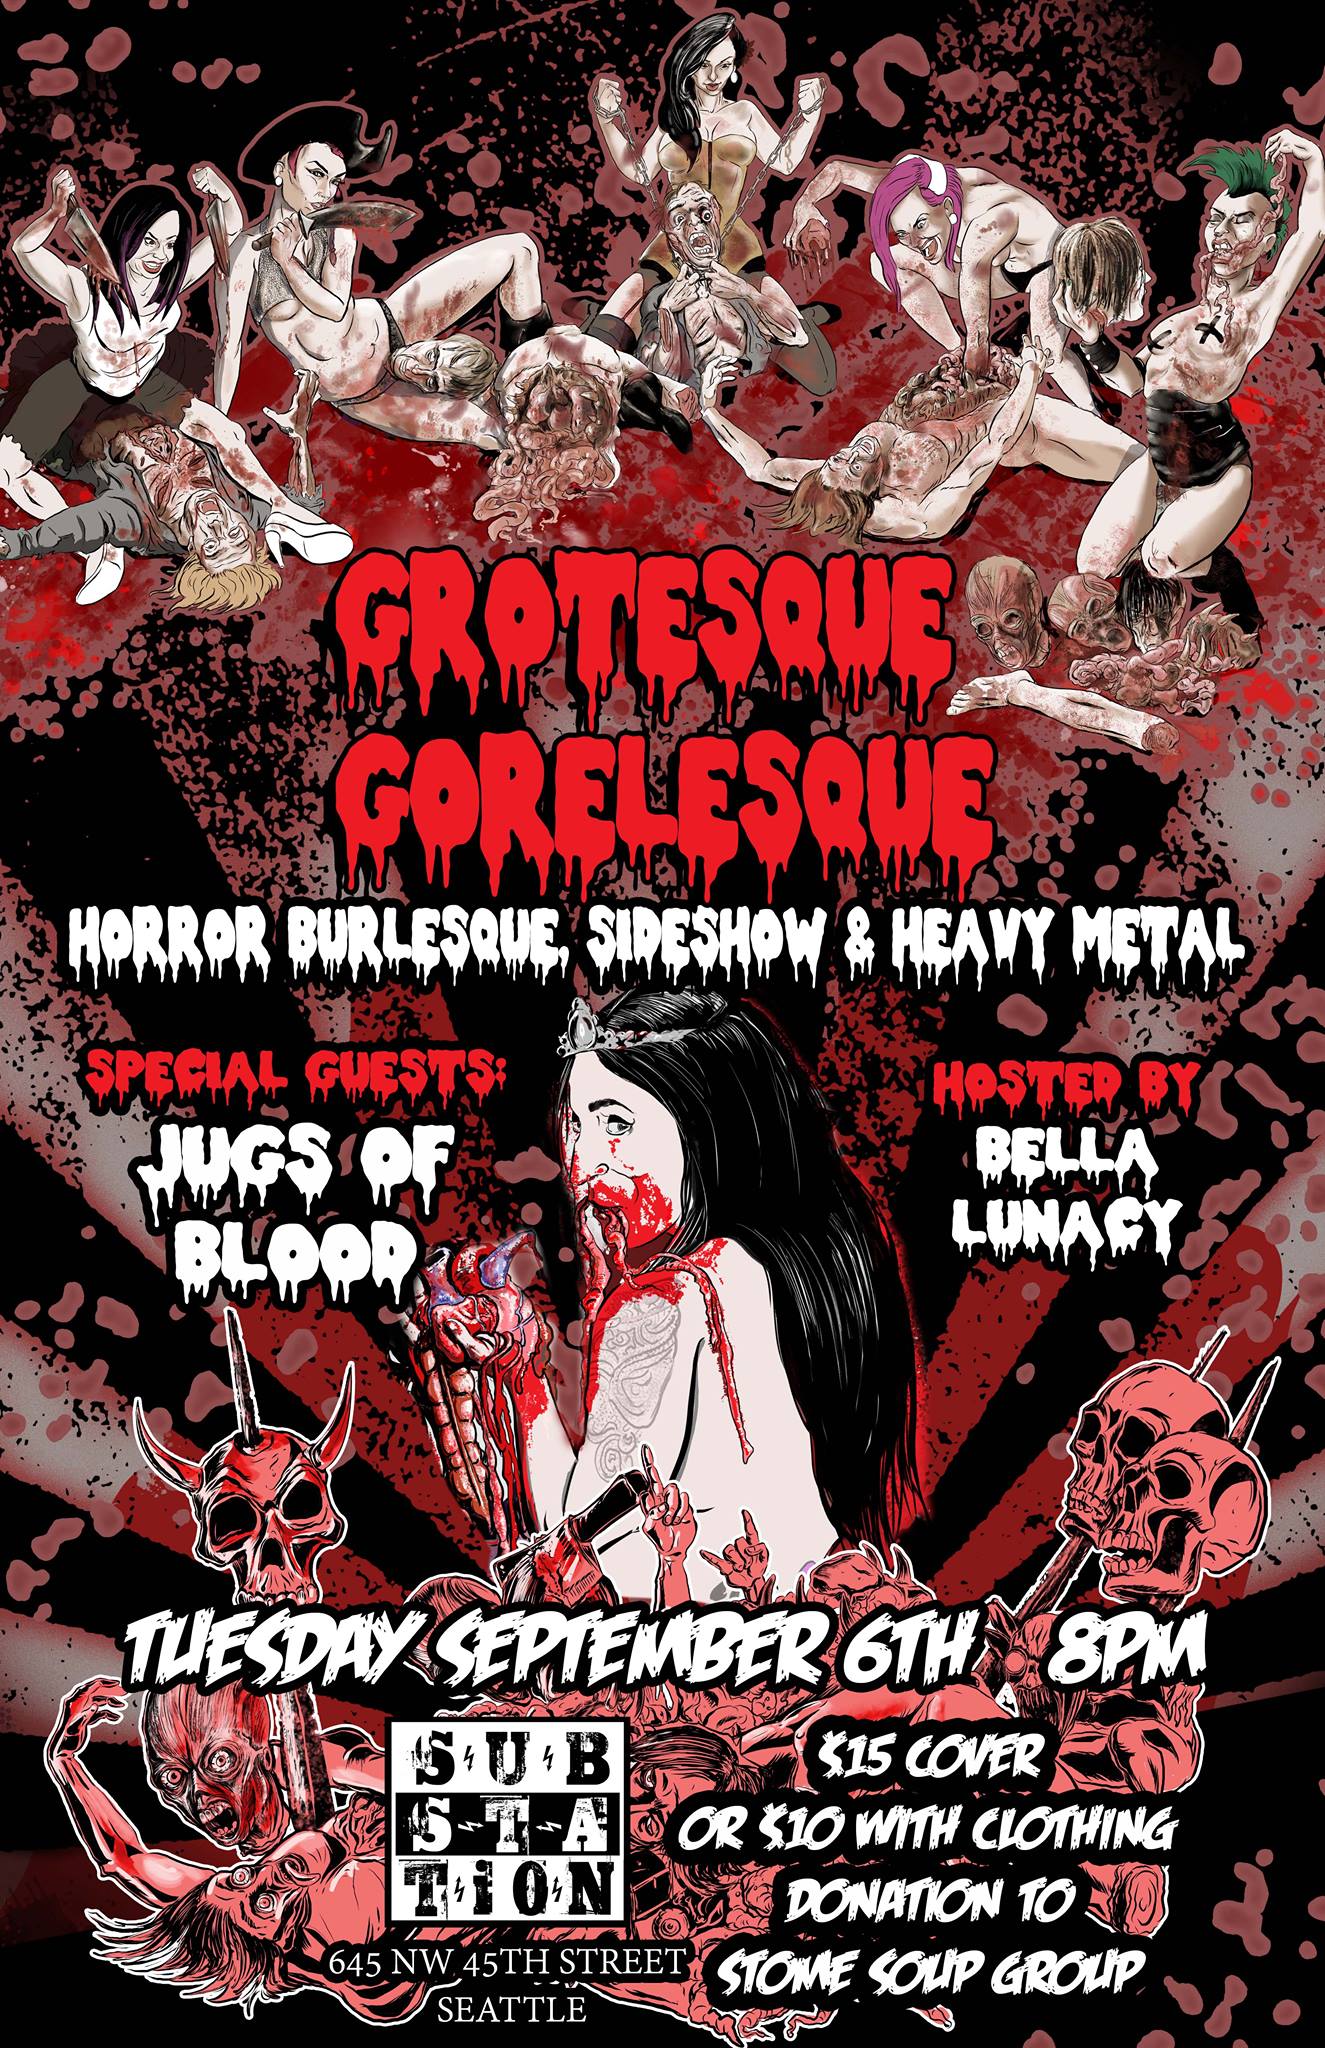 GROTESQUE
GORELESQUE
HORROR BURLESQUE, SIDESHOW & HEAVY METAL
SPECIAL GUESTS:
JUGS OF
BLOOD
HOSTED BY
BELLA
LUNACY
TUESDAY SEPTEMBER 6TH 8PM
SUB
STA
TiON
645 NW 45TH STREET
SEATTLE
$15 COVER
OR $10 WITH CLOTHING
DONATION TO
STOME SOUP GROUP